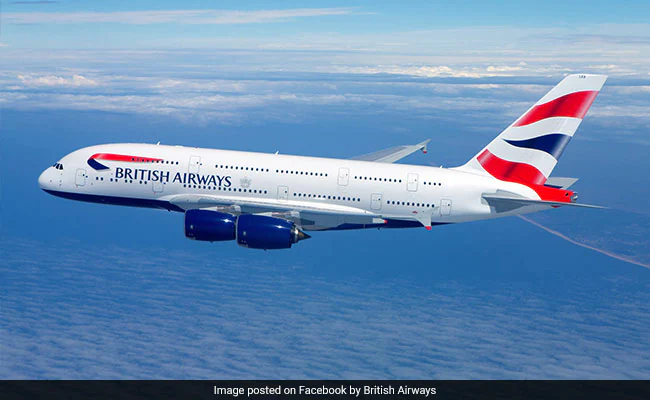 BRITISH AIRWAYS
Image posted on Facebook by British Airways